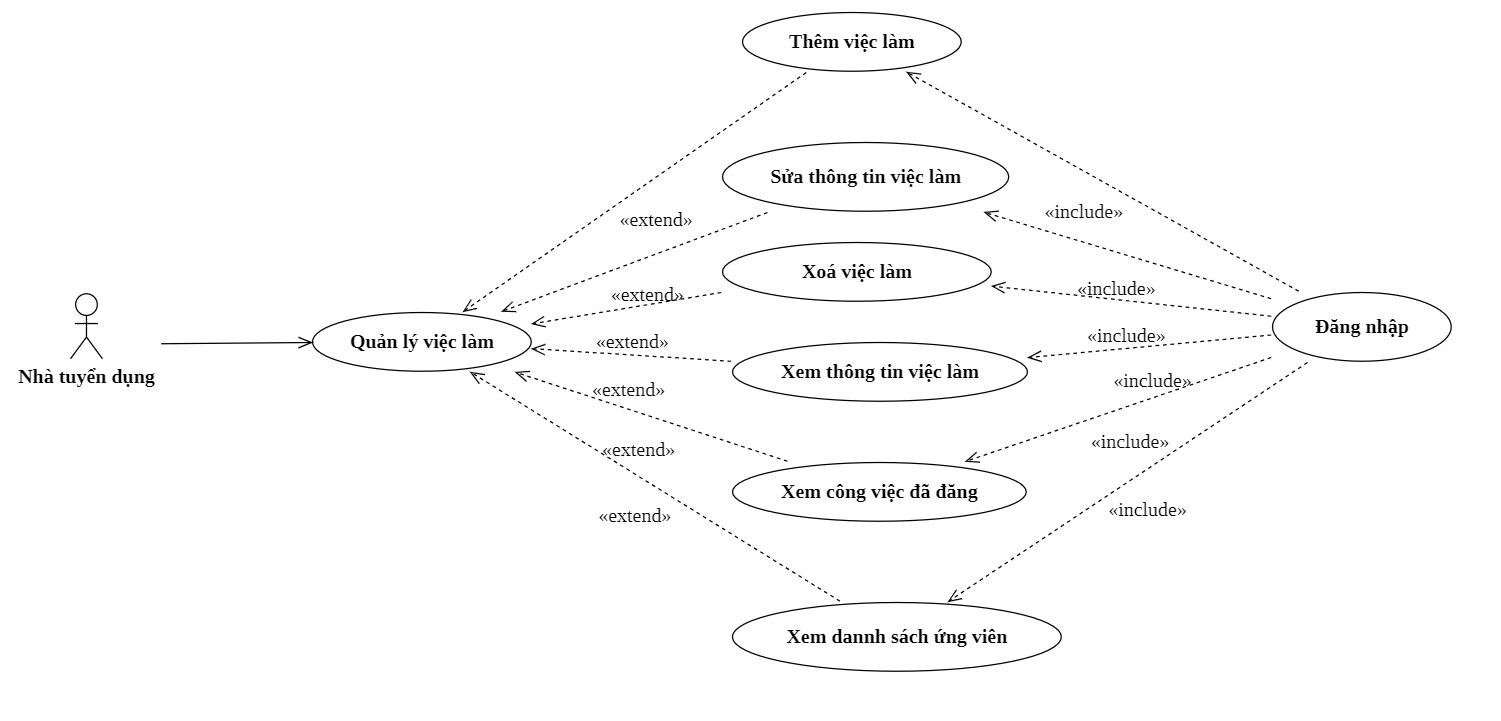 Thêm việc làm
Sửa thông tin việc làm
«extend»
«include»
Xoá việc làm
«extend»
«include»
Đăng nhập
Quản lý việc làm
«extend»
«include»
Nhà tuyển dụng
Xem thông tin việc làm
«extend»
«include»
«extend»
«include»
Xem công việc đã đăng
«extend»
«include»
Xem dannh sách ứng viên